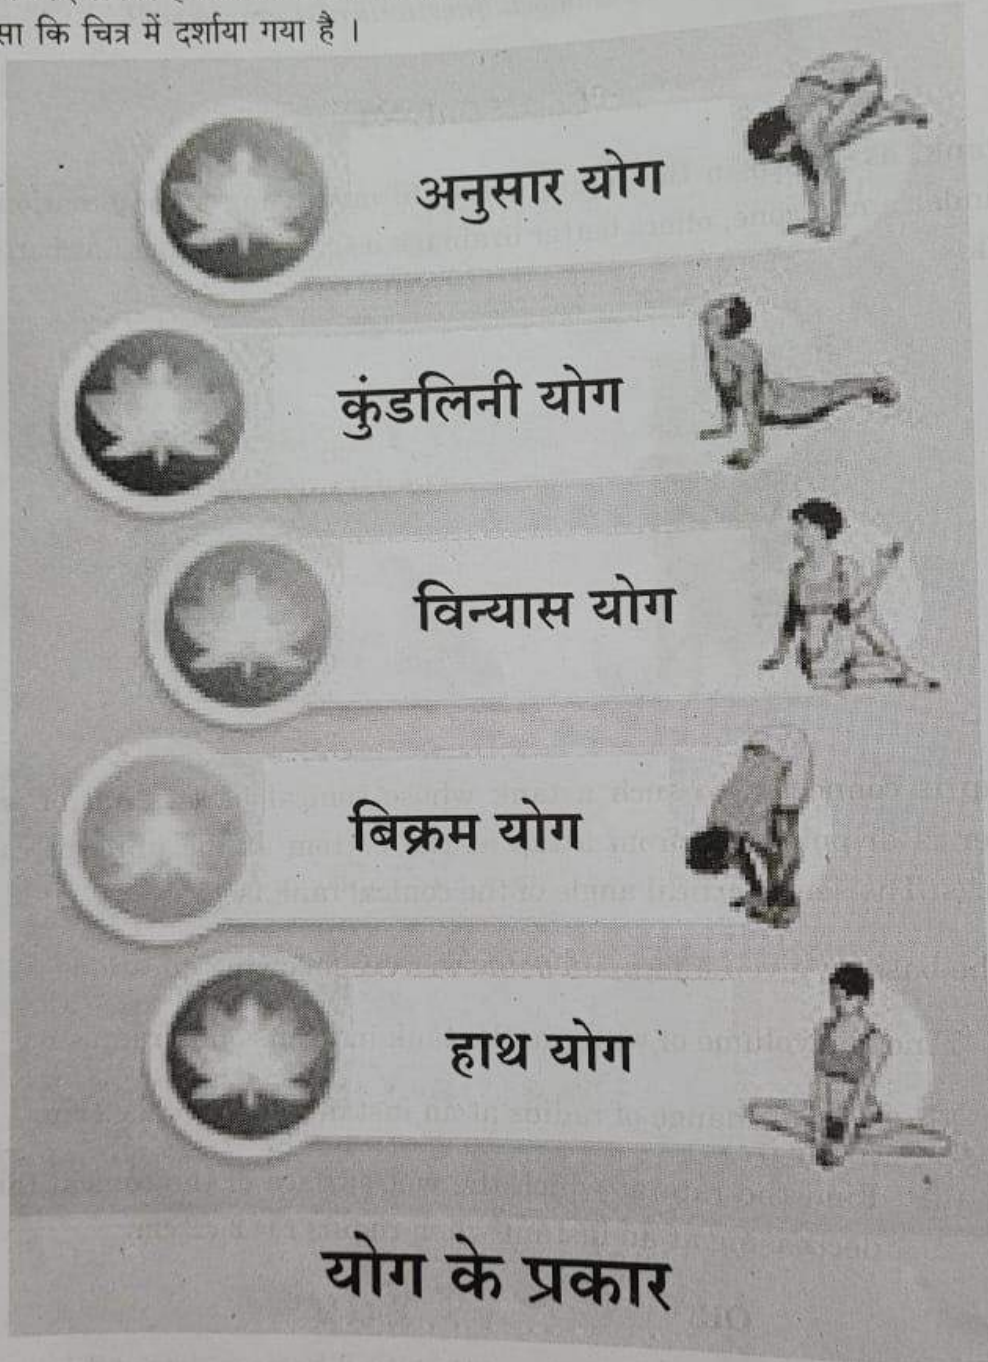 कि चित्र में दर्शाया गया है ।
अनुसार योग
कुंडलिनी योग
विन्यास योग
बिक्रम योग
हाथ योग
योग के प्रकार